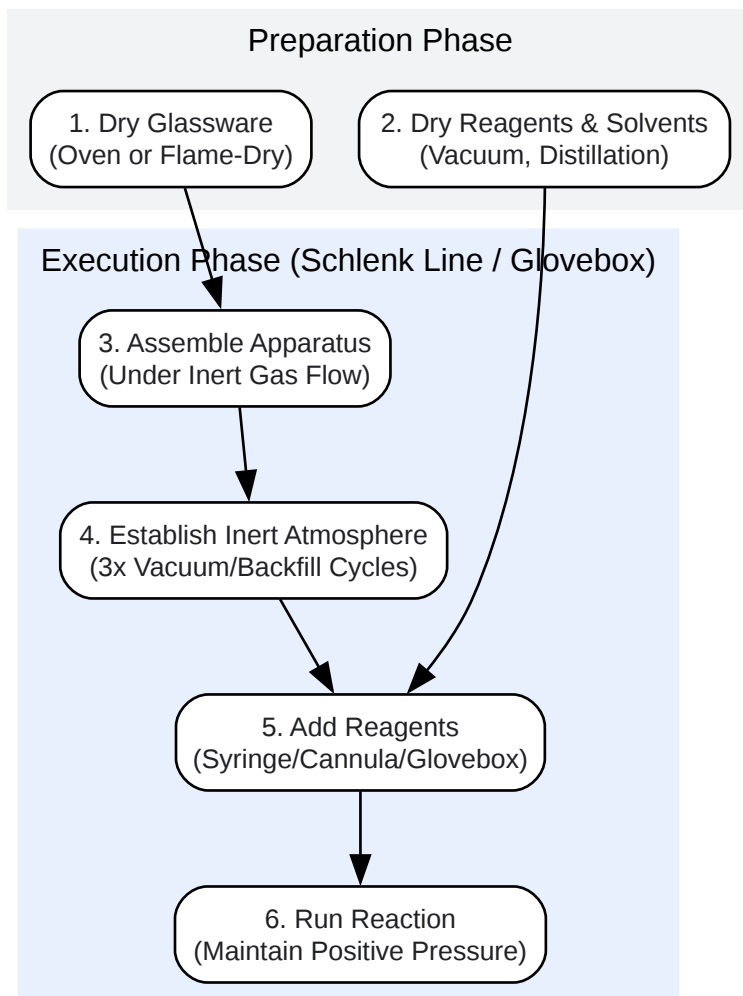 Preparation Phase
1. Dry Glassware
(Oven or Flame-Dry)
2. Dry Reagents & Solvents
(Vacuum, Distillation)
Execution Phase (Schlenk Line / Glovebox)
3. Assemble Apparatus
(Under Inert Gas Flow)
4. Establish Inert Atmosphere
(3x Vacuum/Backfill Cycles)
5. Add Reagents
(Syringe/Cannula/Glovebox)
6. Run Reaction
(Maintain Positive Pressure)